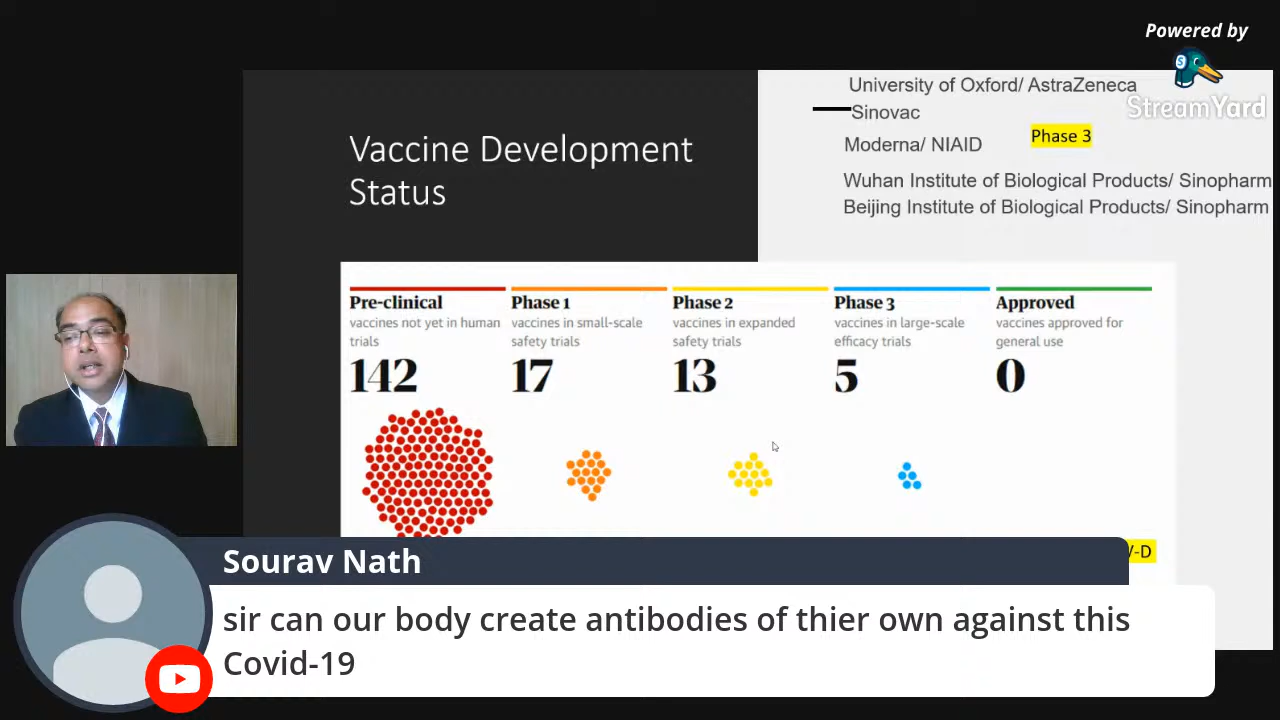 Powered by
StreamYard
University of Oxford/ AstraZeneca
Sinovac
Moderna/ NIAID
Phase 3
Wuhan Institute of Biological Products/ Sinopharm
Beijing Institute of Biological Products/ Sinopharm
Vaccine Development
Status
Pre-clinical
vaccines not yet in human
trials
142
Phase 1
vaccines in small-scale
safety trials
17
Phase 2
vaccines in expanded
safety trials
13
Phase 3
vaccines in large-scale
efficacy trials
5
Approved
vaccines approved for
general use
0
Sourav Nath
sir can our body create antibodies of thier own against this
Covid-19